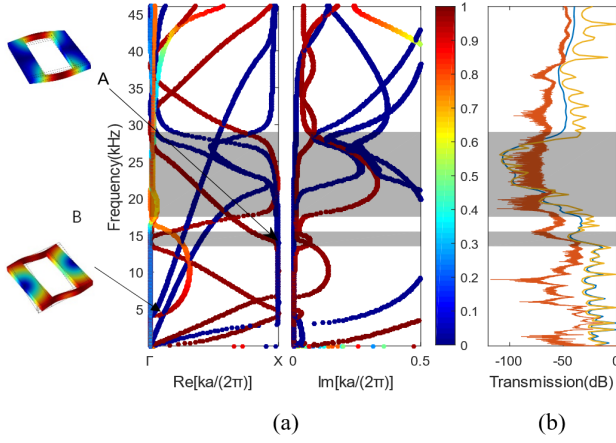 A
B
Frequency(kHz)
45
40
35
30
25
20
15
10
5
Γ
X
0
0.5
Re[ka/(2π)]
Im[ka/(2π)]
1
0.9
0.8
0.7
0.6
0.5
0.4
0.3
0.2
0.1
0
-100
-50
0
Transmission(dB)
(a)
(b)